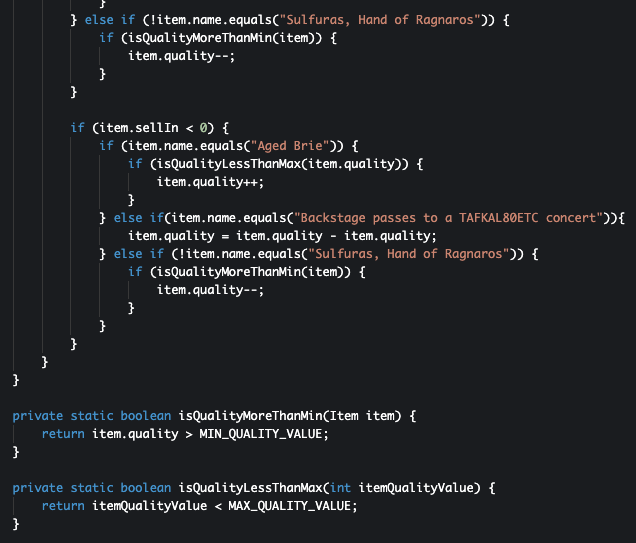 }
} else if (!item.name.equals("Sulfuras, Hand of Ragnaros")) {
if (isQualityMoreThanMin(item)) {
item.quality--;
}
}
if (item.sellIn < 0) {
if (item.name.equals("Aged Brie")) {
if (isQualityLessThanMax(item.quality)) {
item.quality++;
}
} else if(item.name.equals("Backstage passes to a TAFKAL80ETC concert")){
item.quality = item.quality - item.quality;
} else if (!item.name.equals("Sulfuras, Hand of Ragnaros")) {
if (isQualityMoreThanMin(item)) {
item.quality--;
}
}
}
}
}
private static boolean isQualityMoreThanMin(Item item) {
return item.quality > MIN_QUALITY_VALUE;
}
private static boolean isQualityLessThanMax(int itemQualityValue) {
return itemQualityValue < MAX_QUALITY_VALUE;
}